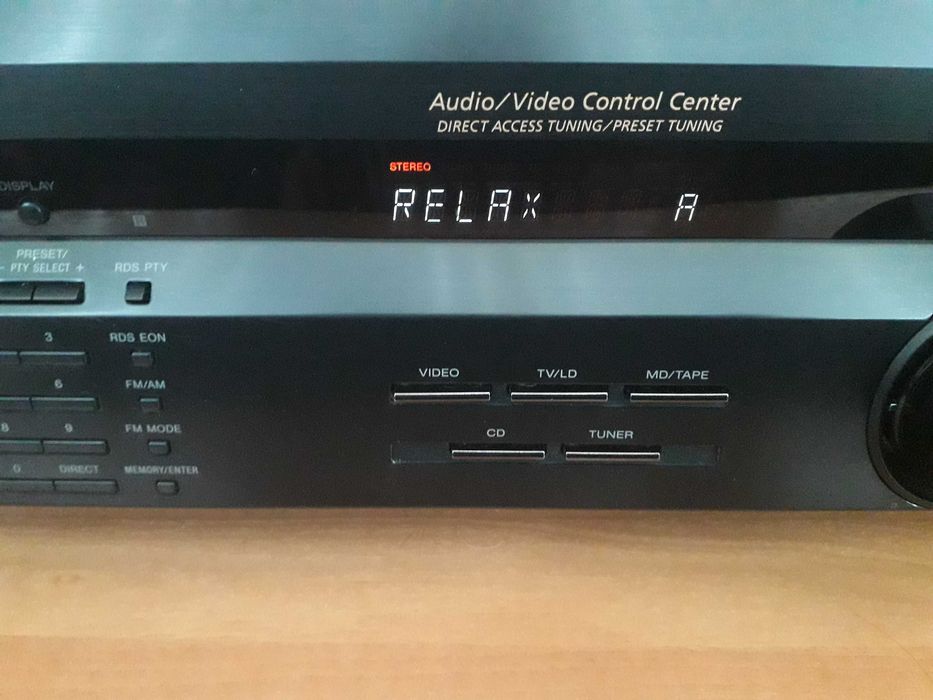 Audio/Video Control Center
DIRECT ACCESS TUNING/PRESET TUNING
STEREO
DISPLAY
RELAX A
PRESET/
- PTY SELECT +
RDS PTY
3
RDS EON
6
FM/AM
8 9
FM MODE
0 DIRECT
MEMORY/ENTER
VIDEO TV/LD MD/TAPE
CD TUNER